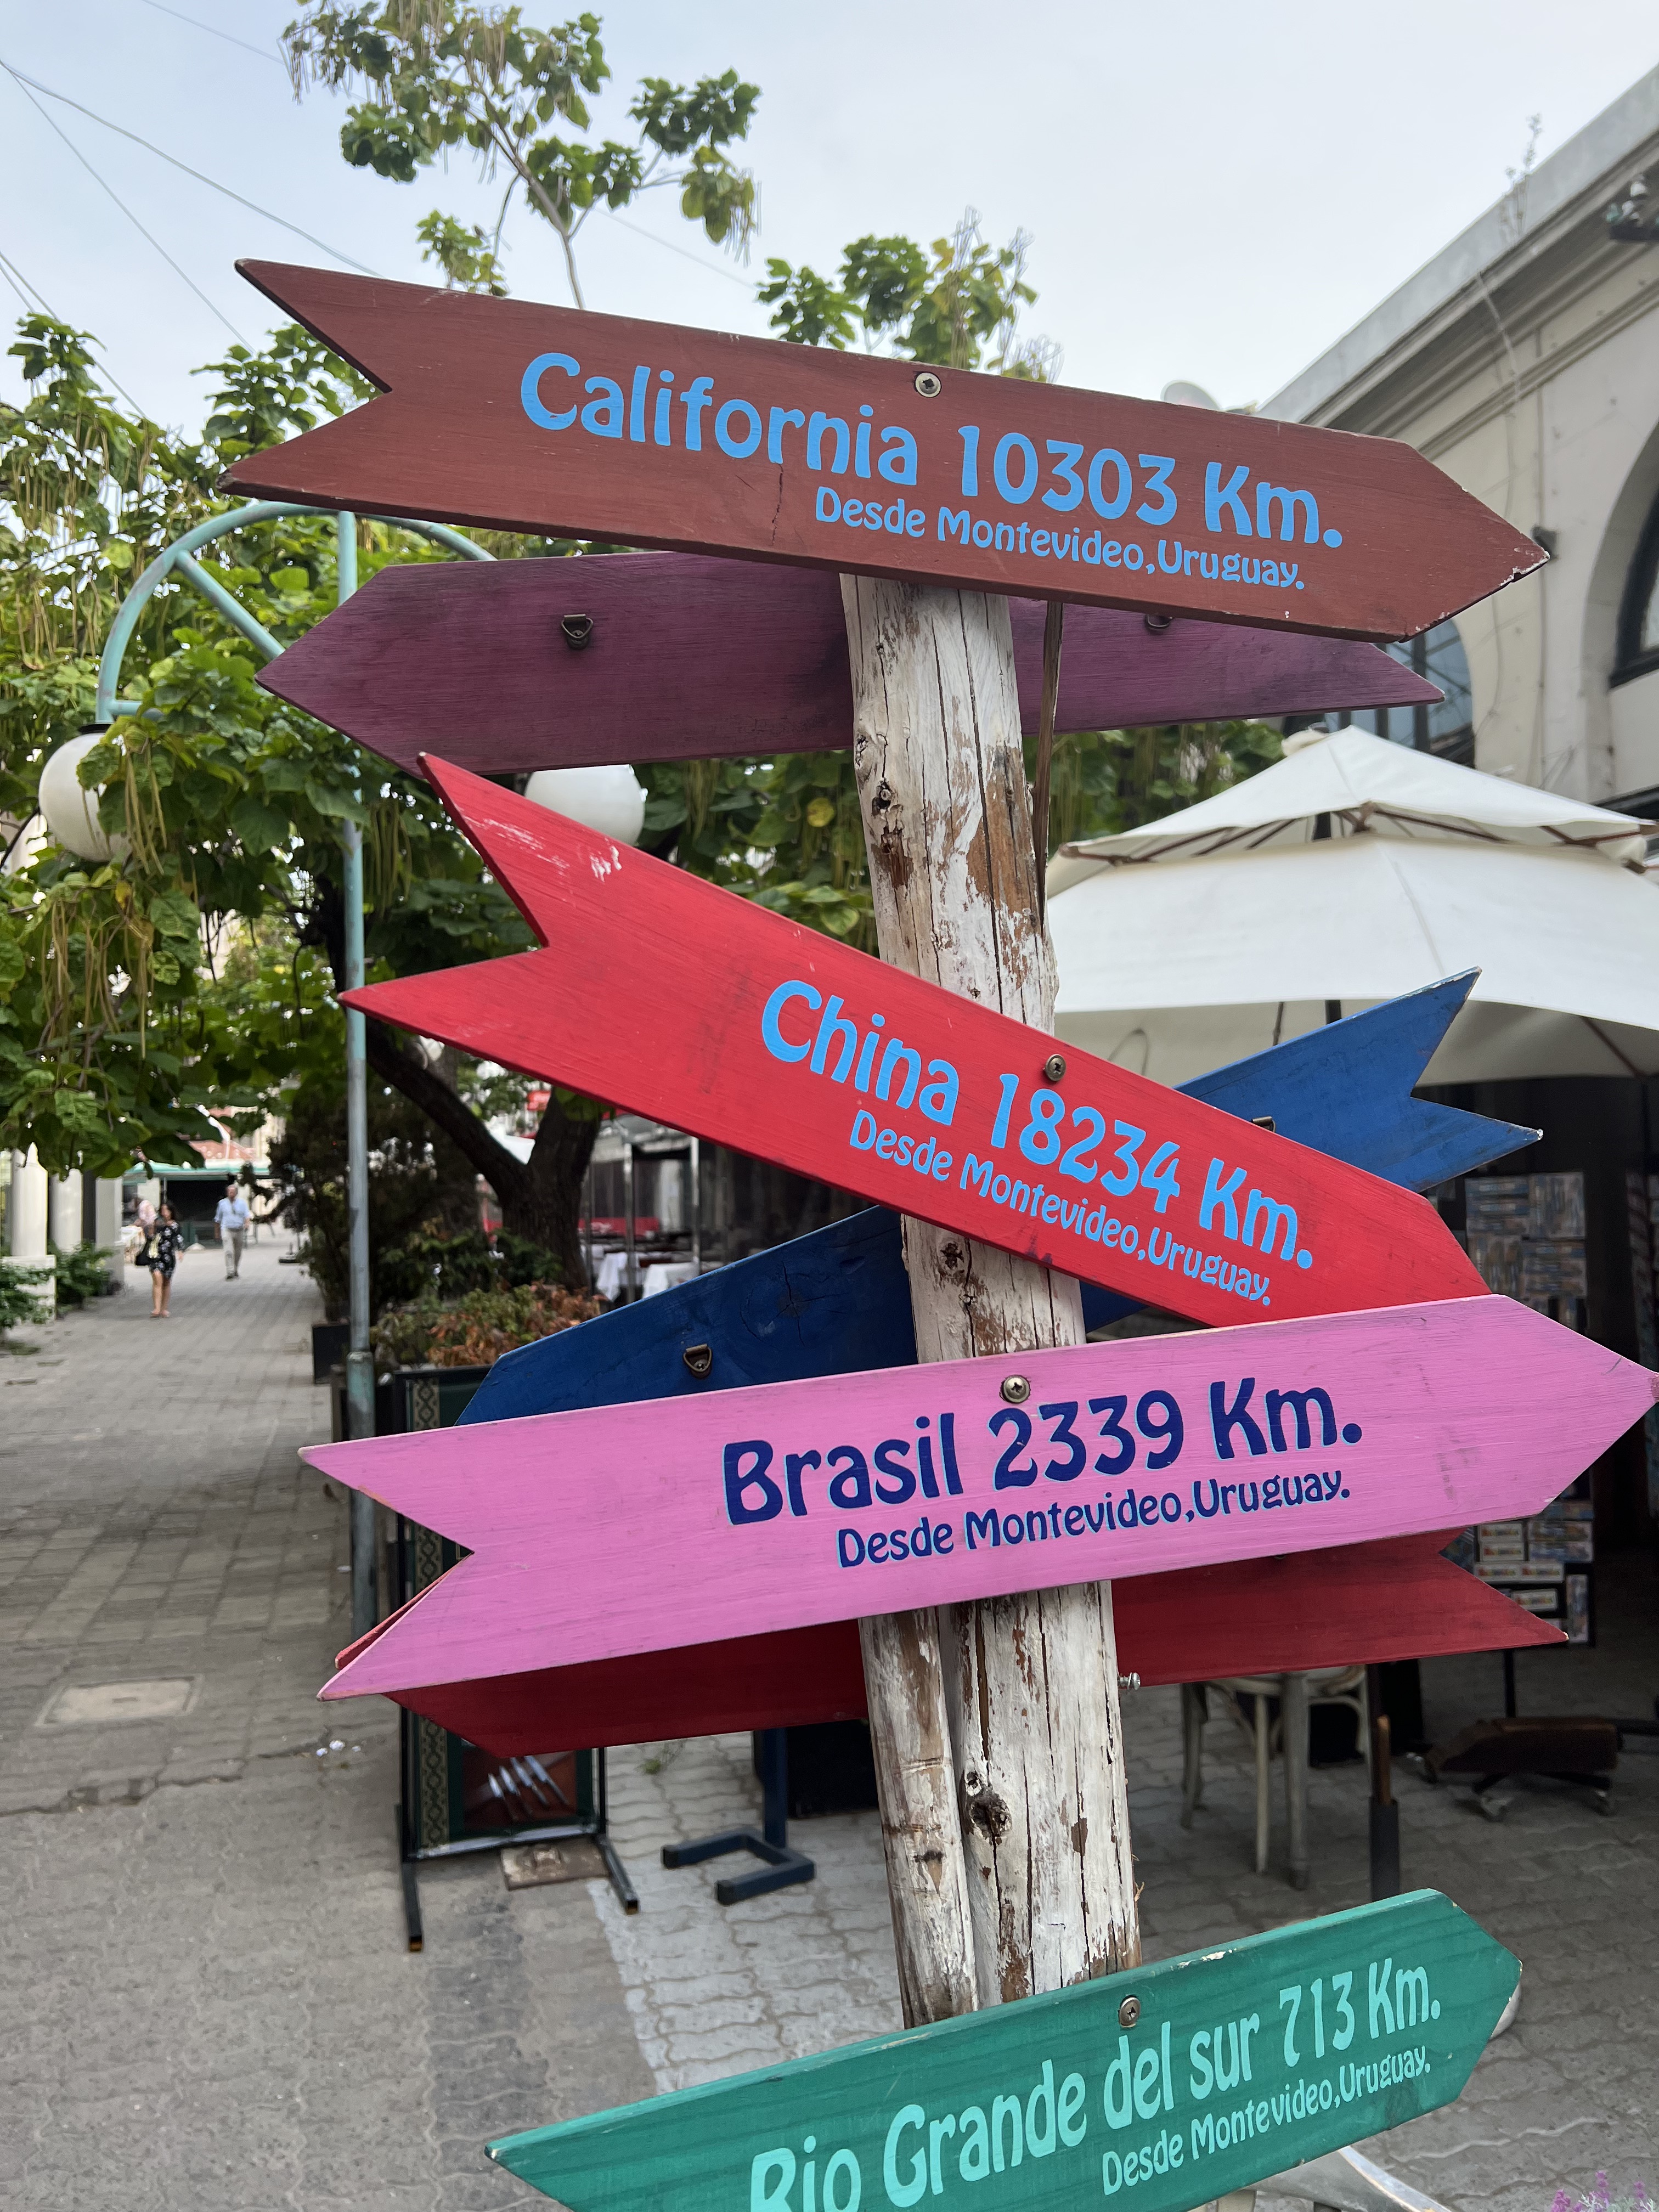 California 10303 Km.
Desde Montevideo,Uruguay.
China 18234 Km.
Desde Montevideo,Uruguay.
Brasil 2339 Km.
Desde Montevideo,Uruguay.
Rio Grande del sur 713 Km.
Desde Montevideo,Uruguay.